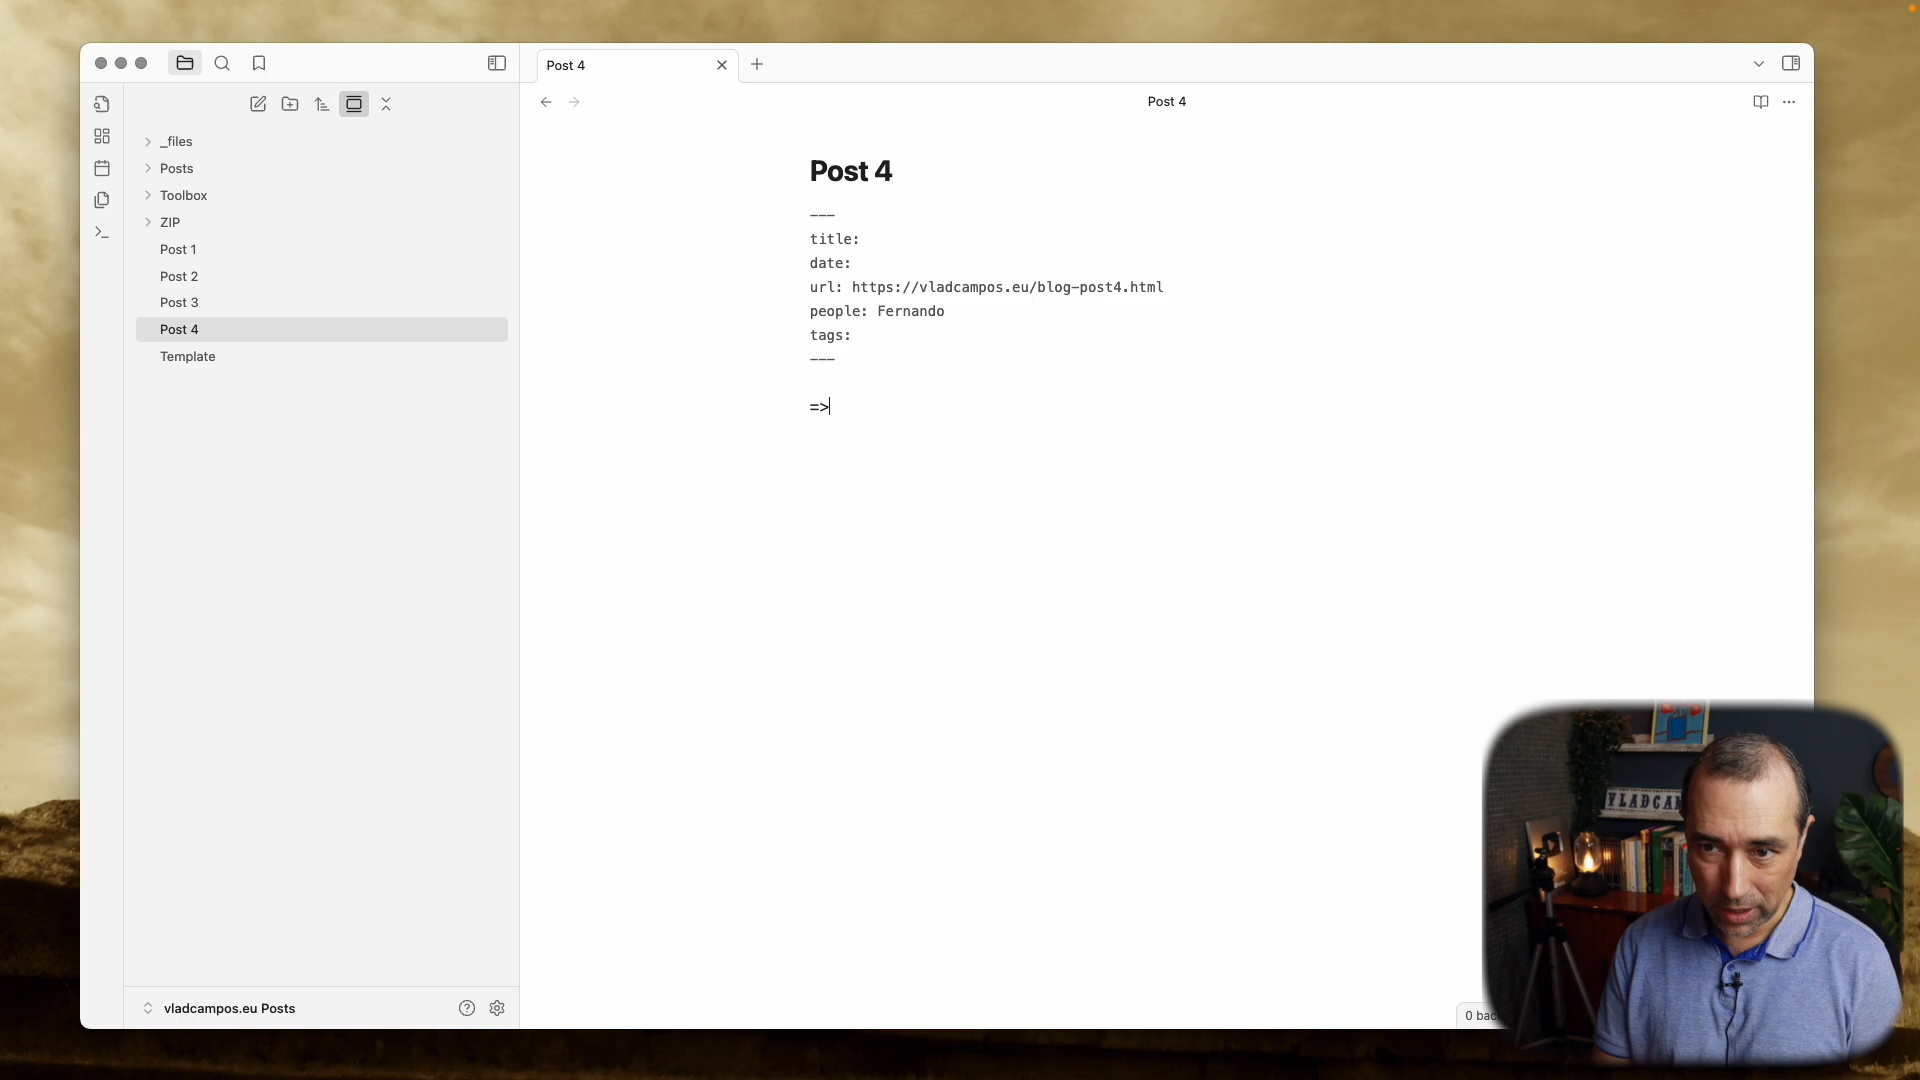 Post 4
Post 4
_files
Posts
Toolbox
ZIP
Post 1
Post 2
Post 3
Post 4
Template
Post 4
---
title:
date:
url: https://vladcampos.eu/blog-post4.html
people: Fernando
tags:
---
=>
vladcampos.eu Posts
0 bac
VLADCA